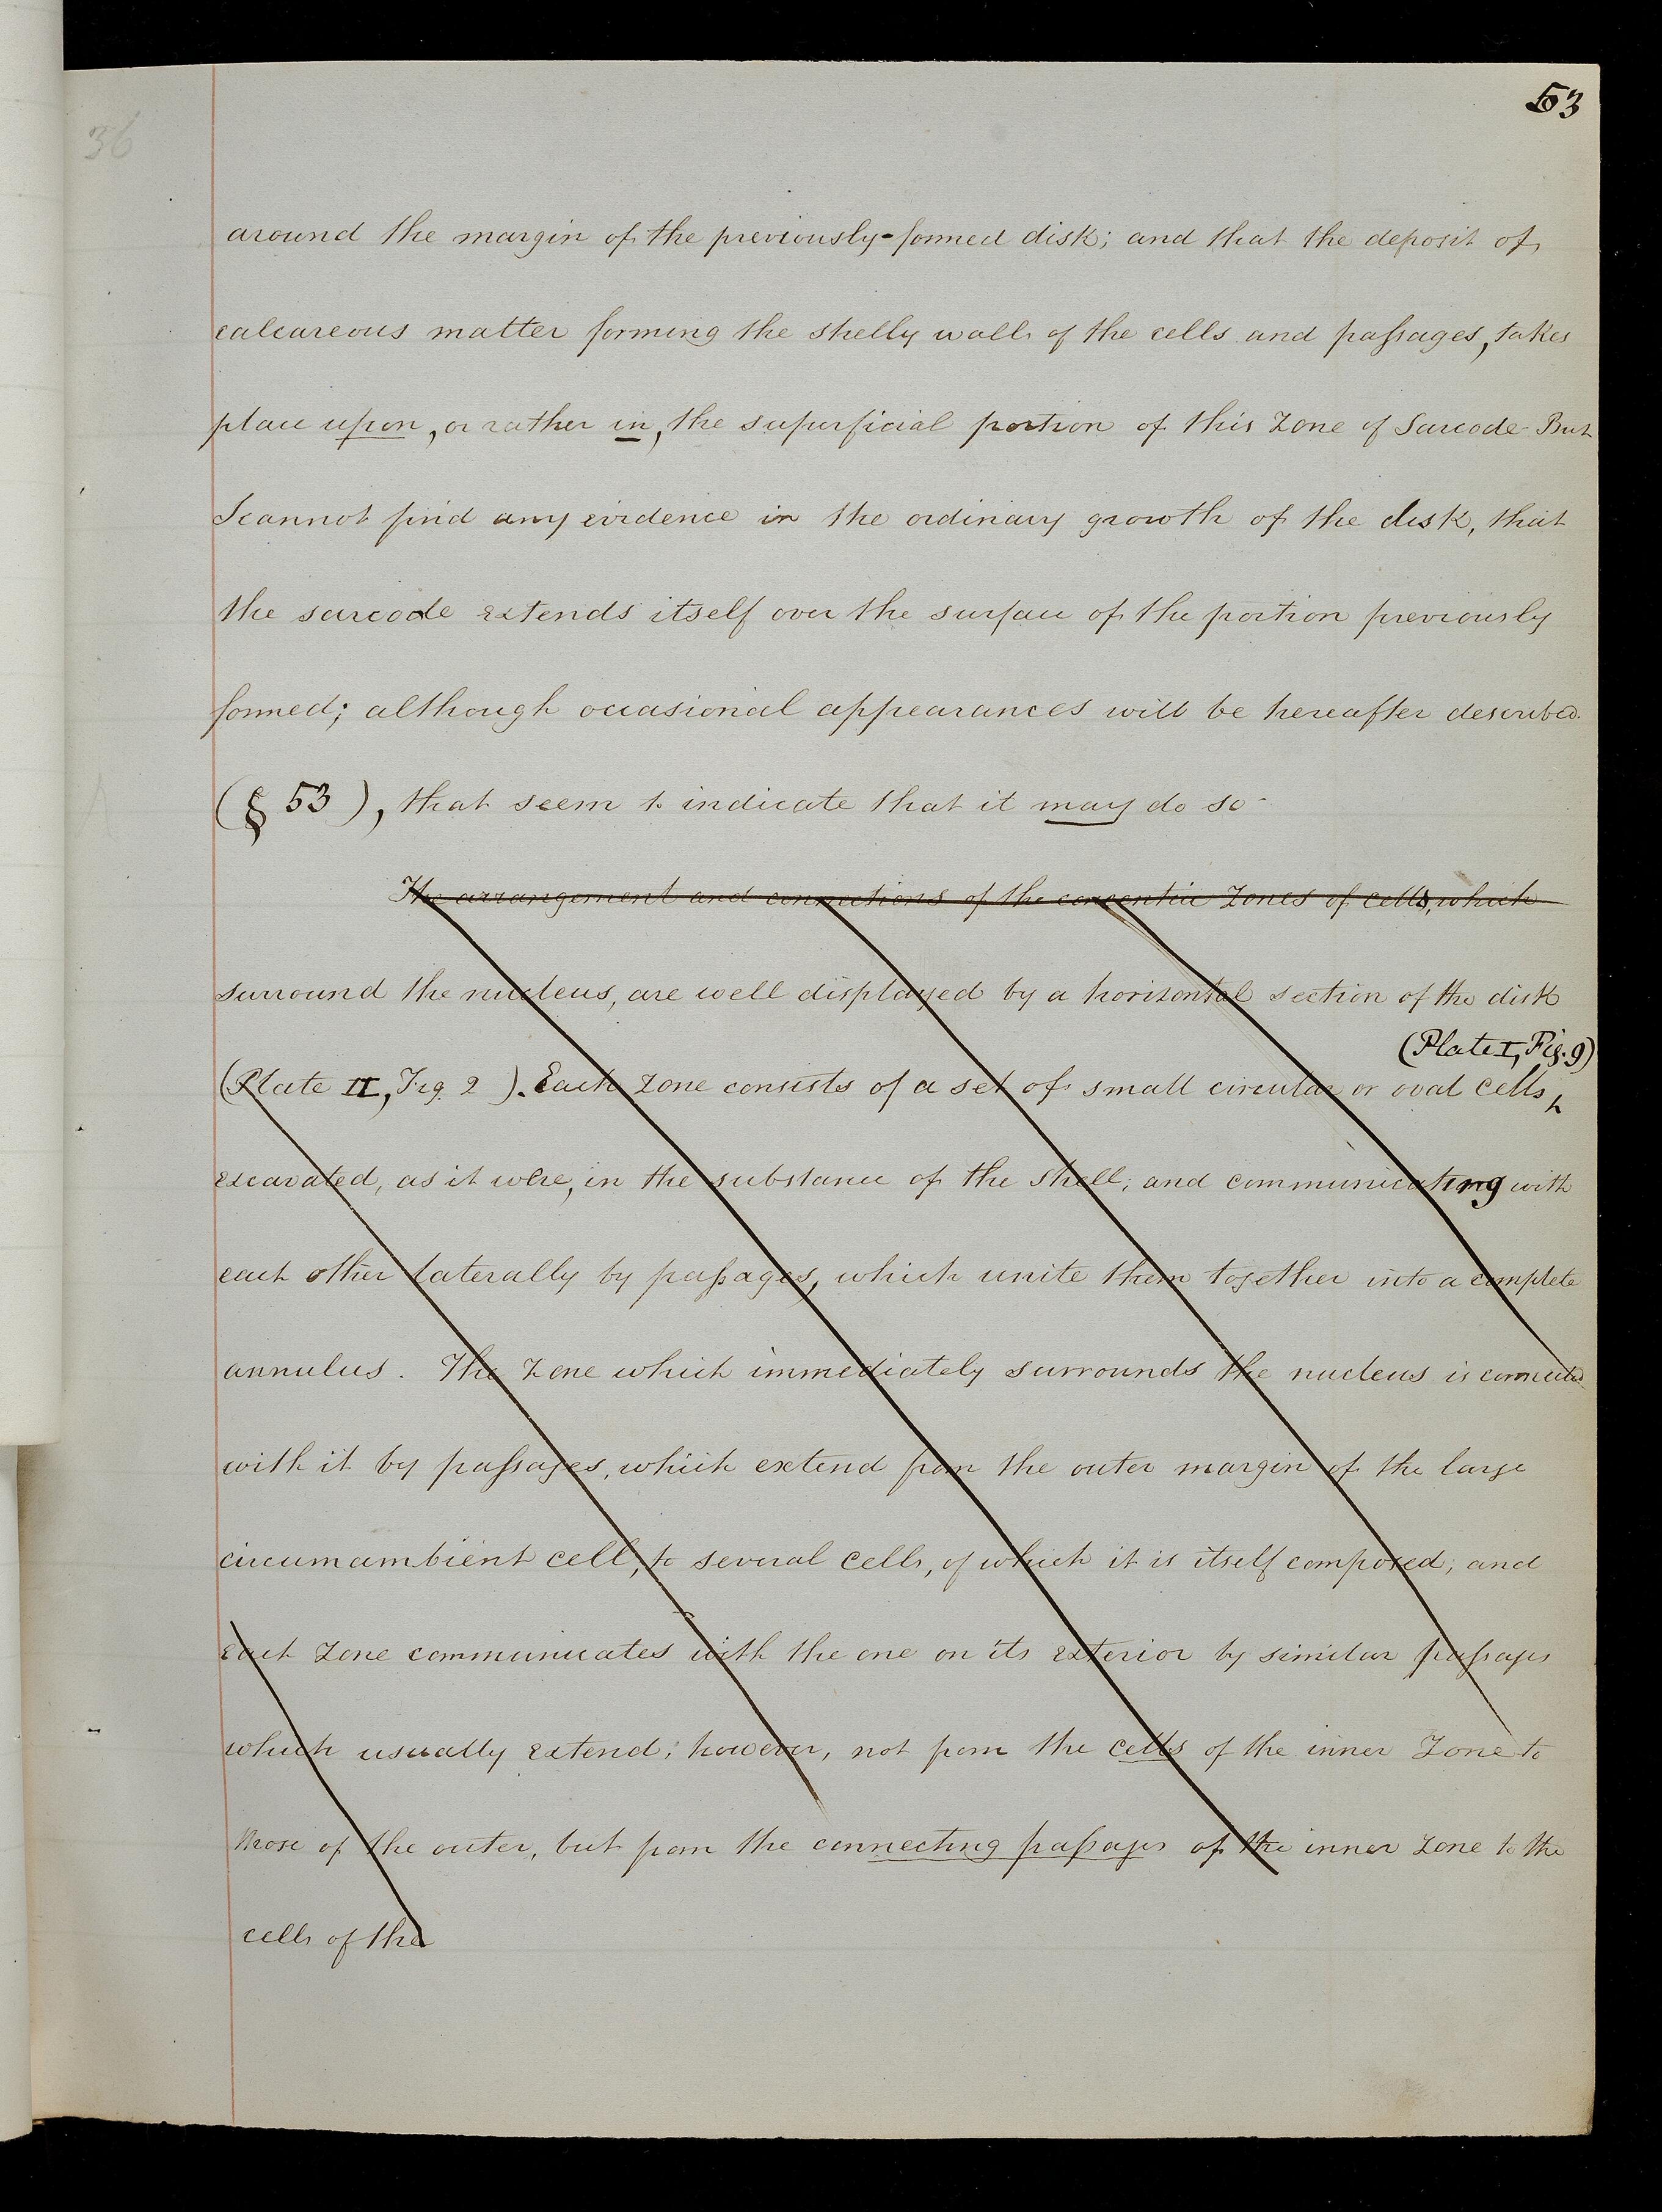 53
36
around the margin of the previously-formed disk; and that the deposit of
calcareous matter forming the shelly walls of the cells and passages, takes
place upon, or rather in, the superficial portion of this zone of Sarcode. But
I cannot find any evidence in the ordinary growth of the disk, that
the sarcode extends itself over the surface of the portion previously
formed; although occasional appearances will be hereafter described
(§ 53), that seem to indicate that it may do so.
The arrangement and connections of the concentric zones of cells, which
surround the nucleus, are well displayed by a horizontal section of the disk
(Plate I, Fig. 9)
(Plate II, Fig. 2). Each zone consists of a set of small circular or oval cells,
excavated, as it were, in the substance of the shell; and communicating with
each other laterally by passages, which unite them together into a complete
annulus. The zone which immediately surrounds the nucleus is connected
with it by passages, which extend from the outer margin of the large
circumambient cell, to several cells, of which it is itself composed; and
each zone communicates with the one on its exterior by similar passages
which usually extend, however, not from the cells of the inner zone to
those of the outer, but from the connecting passages of the inner zone to the
cells of the